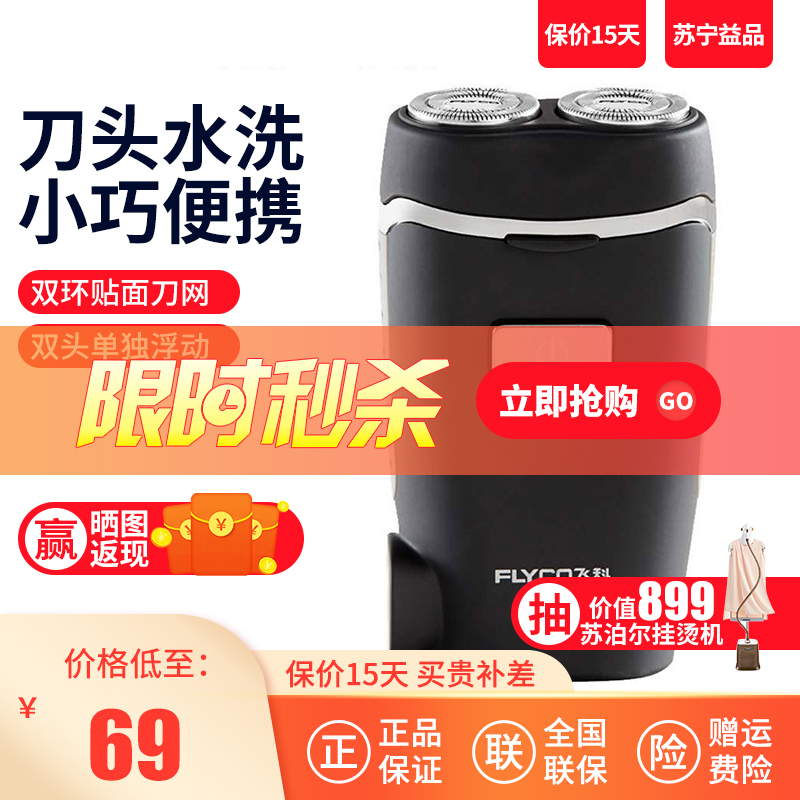 保价15天
苏宁益品
刀头水洗
小巧便携
双环贴面刀网
双头单独浮动
限时秒杀
立即抢购 GO
赢 晒图
返现
¥
FLYCO飞科
抽 价值899
苏泊尔挂烫机
价格低至:
¥ 69
保价15天 买贵补差
正 正品
保证
联 全国
联保
险 赠运
费险